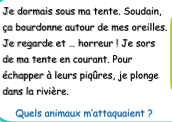 Je dormais sous ma tente. Soudain,
ça bourdonne autour de mes oreilles.
Je regarde et ... horreur ! Je sors
de ma tente en courant. Pour
échapper à leurs piqûres, je plonge
dans la rivière.
Quels animaux m'attaquaient ?